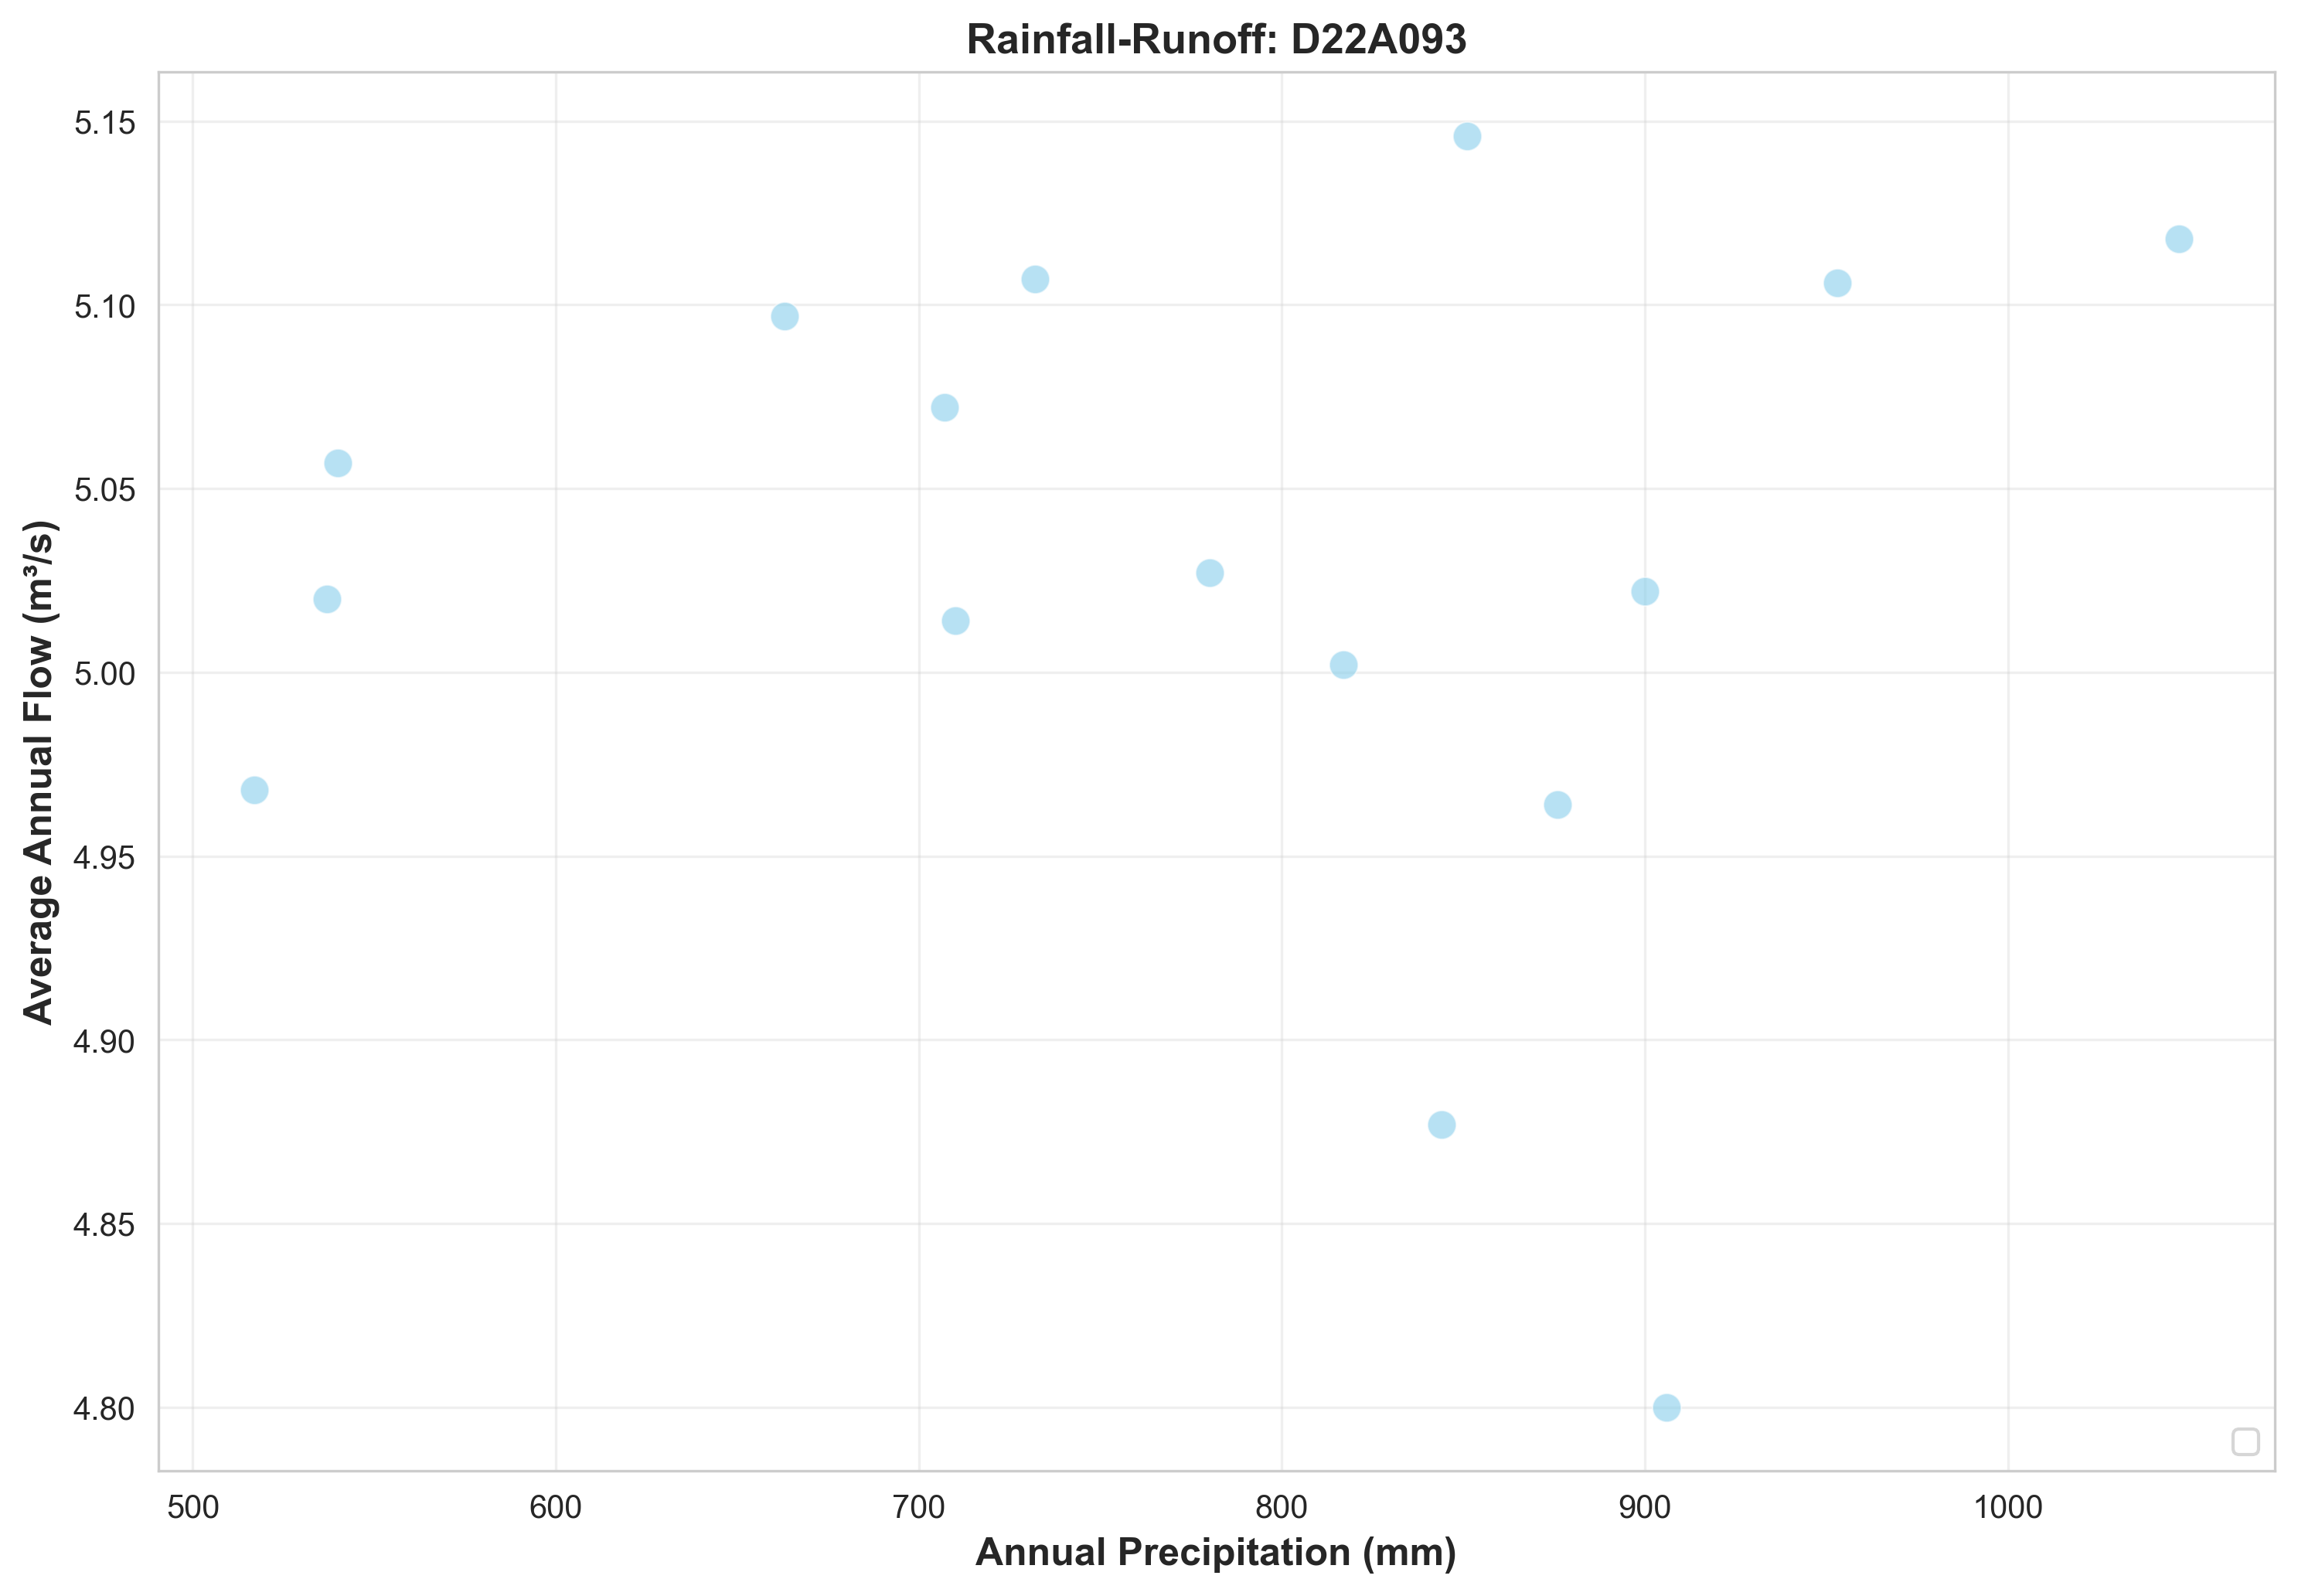 Rainfall-Runoff: D22A093
5.15
5.10
5.05
5.00
4.95
4.90
4.85
4.80
Average Annual Flow (m³/s)
500 600 700 800 900 1000
Annual Precipitation (mm)